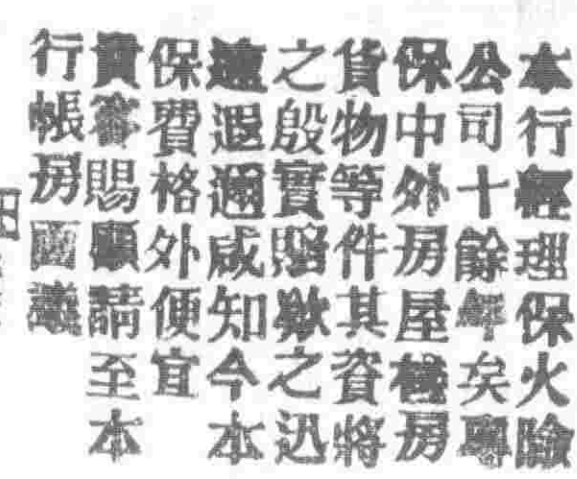 本行經理保火險
公司十餘年矣專
保中外房屋棧房
貨物等件其資將
之殷實賠欵之迅
速遐邇咸知今本
保費格外便宜
貴客賜顧請至本
行帳房面議